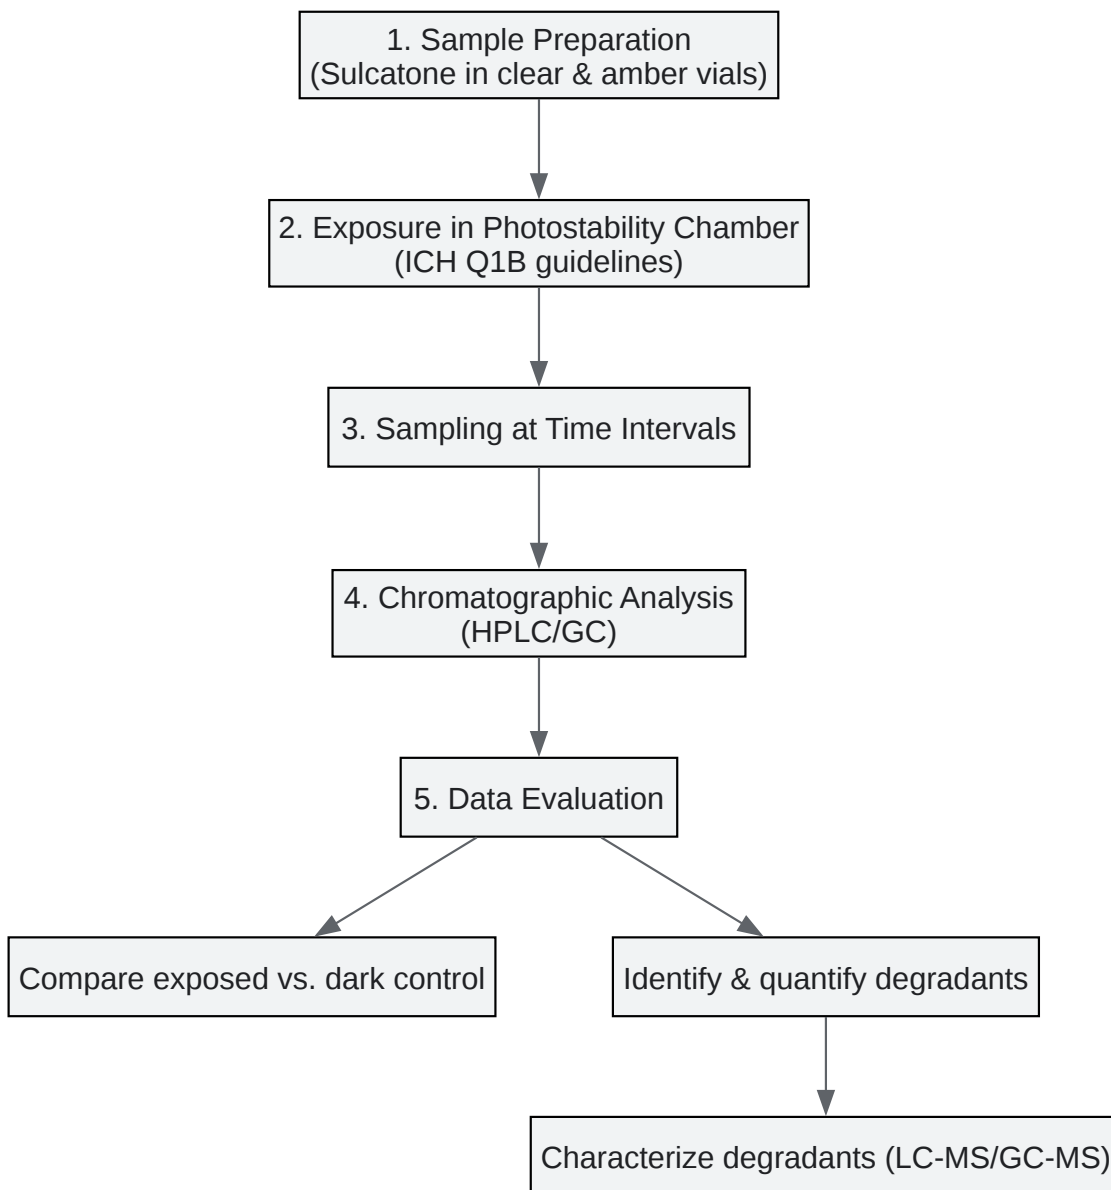 1. Sample Preparation
(Sulcatone in clear & amber vials)
2. Exposure in Photostability Chamber
(ICH Q1B guidelines)
3. Sampling at Time Intervals
4. Chromatographic Analysis
(HPLC/GC)
5. Data Evaluation
Compare exposed vs. dark control
Identify & quantify degradants
Characterize degradants (LC-MS/GC-MS)